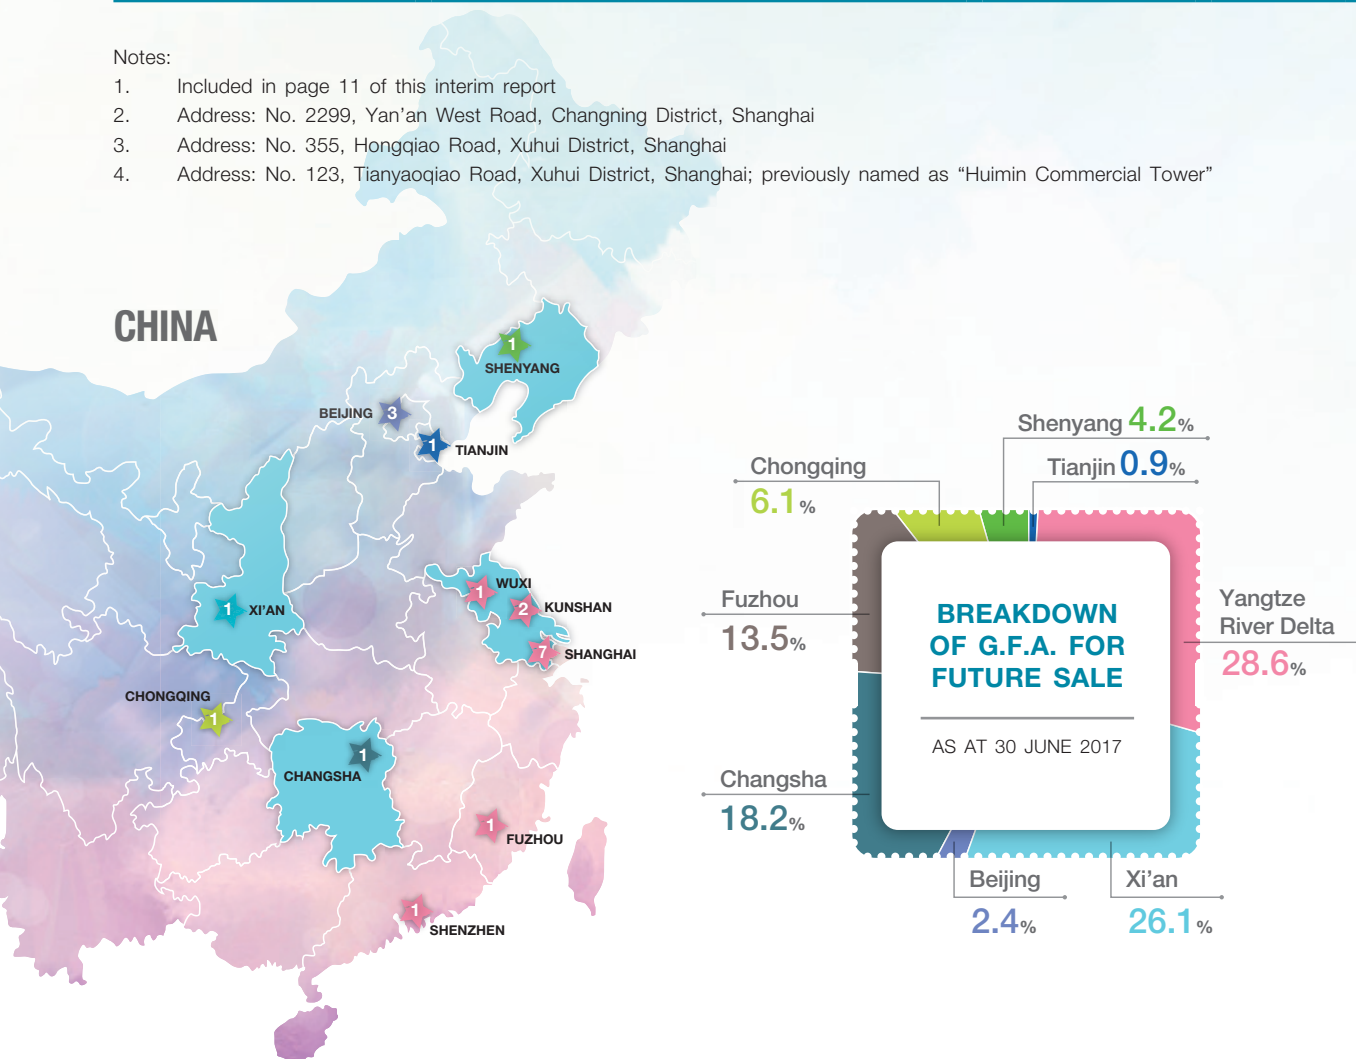 Notes:
1. Included in page 11 of this interim report
2. Address: No. 2299, Yan’an West Road, Changning District, Shanghai
3. Address: No. 355, Hongqiao Road, Xuhui District, Shanghai
4. Address: No. 123, Tianyaoqiao Road, Xuhui District, Shanghai; previously named as “Huimin Commercial Tower”
CHINA
1
SHENYANG
BEIJING 3
1 TIANJIN
1 WUXI
2 KUNSHAN
7 SHANGHAI
1 XI’AN
CHONGQING
1
1
CHANGSHA
1
FUZHOU
1
SHENZHEN
Shenyang 4.2%
Tianjin 0.9%
Chongqing
6.1%
Fuzhou
13.5%
Changsha
18.2%
BREAKDOWN
OF G.F.A. FOR
FUTURE SALE
AS AT 30 JUNE 2017
Yangtze
River Delta
28.6%
Beijing
2.4%
Xi’an
26.1%